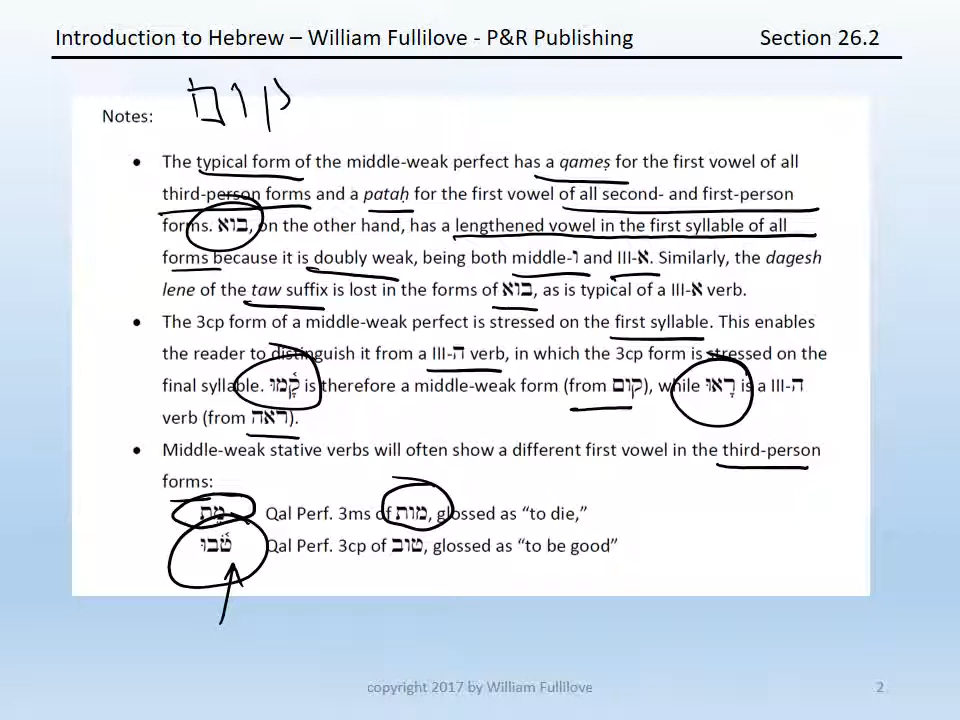 Introduction to Hebrew – William Fullilove - P&R Publishing Section 26.2
קום
Notes:
• The typical form of the middle-weak perfect has a qameṣ for the first vowel of all
third-person forms and a pataḥ for the first vowel of all second- and first-person
forms. בוא, on the other hand, has a lengthened vowel in the first syllable of all
forms because it is doubly weak, being both middle-ו and III-א. Similarly, the dagesh
lene of the taw suffix is lost in the forms of בוא, as is typical of a III-א verb.
• The 3cp form of a middle-weak perfect is stressed on the first syllable. This enables
the reader to distinguish it from a III-ה verb, in which the 3cp form is stressed on the
final syllable. קָ֫מוּ is therefore a middle-weak form (from קום), while רָאוּ is a III-ה
verb (from ראה).
• Middle-weak stative verbs will often show a different first vowel in the third-person
forms:
מֵת Qal Perf. 3ms of מות, glossed as “to die,”
טֹ֫בוּ Qal Perf. 3cp of טוב, glossed as “to be good”
copyright 2017 by William Fullilove 2